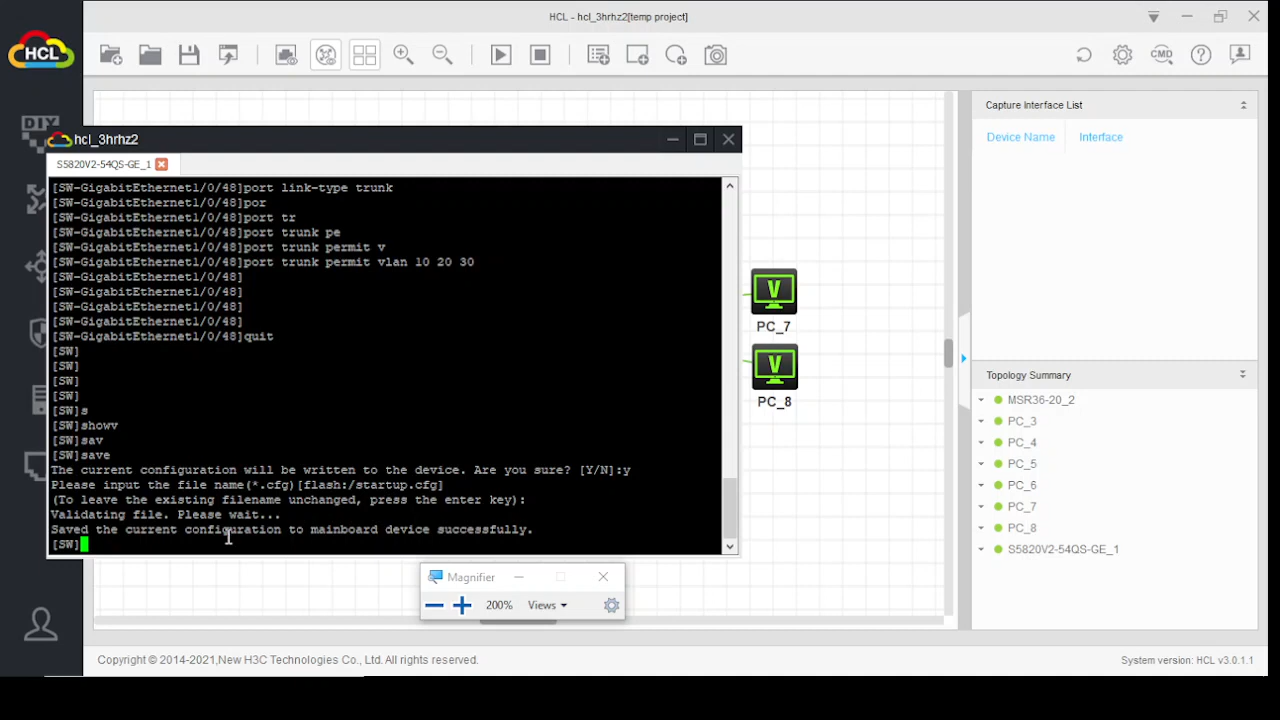 HCL - hcl_3hrhz2[temp project]
HCL
DIY
CMD
hcl_3hrhz2
S5820V2-54QS-GE_1
[SW-GigabitEthernet1/0/48]port link-type trunk
[SW-GigabitEthernet1/0/48]por
[SW-GigabitEthernet1/0/48]port tr
[SW-GigabitEthernet1/0/48]port trunk pe
[SW-GigabitEthernet1/0/48]port trunk permit v
[SW-GigabitEthernet1/0/48]port trunk permit vlan 10 20 30
[SW-GigabitEthernet1/0/48]
[SW-GigabitEthernet1/0/48]
[SW-GigabitEthernet1/0/48]
[SW-GigabitEthernet1/0/48]
[SW-GigabitEthernet1/0/48]quit
[SW]
[SW]
[SW]
[SW]
[SW]s
[SW]showv
[SW]sav
[SW]save
The current configuration will be written to the device. Are you sure? [Y/N]:y
Please input the file name(*.cfg)[flash:/startup.cfg]
(To leave the existing filename unchanged, press the enter key):
Validating file. Please wait...
Saved the current configuration to mainboard device successfully.
[SW]
V
PC_7
V
PC_8
Magnifier
200%
Views
Capture Interface List
Device Name
Interface
Topology Summary
MSR36-20_2
PC_3
PC_4
PC_5
PC_6
PC_7
PC_8
S5820V2-54QS-GE_1
Copyright © 2014-2021,New H3C Technologies Co., Ltd. All rights reserved.
System version: HCL v3.0.1.1